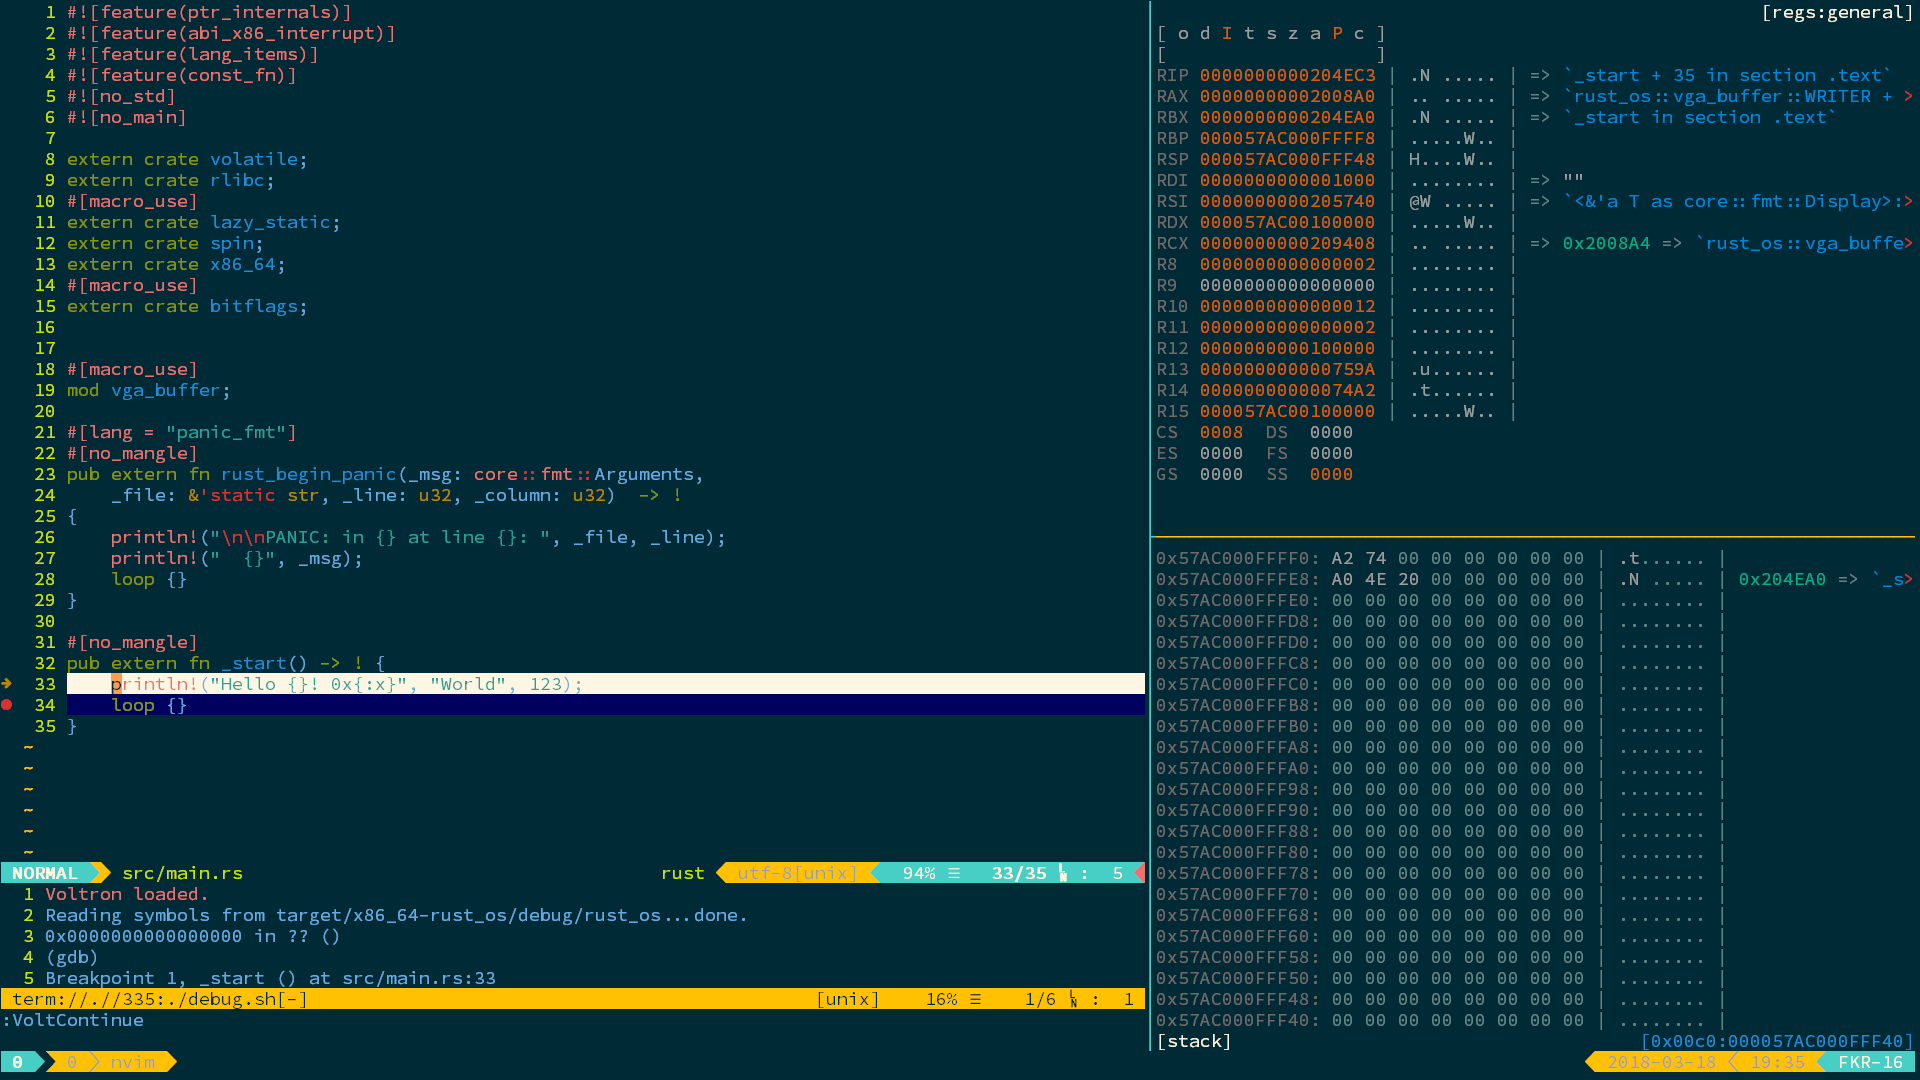 1 #![feature(ptr_internals)]
2 #![feature(abi_x86_interrupt)]
3 #![feature(lang_items)]
4 #![feature(const_fn)]
5 #![no_std]
6 #![no_main]
7
8 extern crate volatile;
9 extern crate rlibc;
10 #[macro_use]
11 extern crate lazy_static;
12 extern crate spin;
13 extern crate x86_64;
14 #[macro_use]
15 extern crate bitflags;
16
17
18 #[macro_use]
19 mod vga_buffer;
20
21 #[lang = "panic_fmt"]
22 #[no_mangle]
23 pub extern fn rust_begin_panic(_msg: core::fmt::Arguments,
24     _file: &'static str, _line: u32, _column: u32)  -> !
25 {
26     println!("\n\nPANIC: in {} at line {}: ", _file, _line);
27     println!("  {}", _msg);
28     loop {}
29 }
30
31 #[no_mangle]
32 pub extern fn _start() -> ! {
33     println!("Hello {}! 0x{:x}", "World", 123);
34     loop {}
35 }
~
~
~
~
~
~
NORMAL src/main.rs rust utf-8[unix] 94% ☰ 33/35 : 5
1 Voltron loaded.
2 Reading symbols from target/x86_64-rust_os/debug/rust_os...done.
3 0x0000000000000000 in ?? ()
4 (gdb)
5 Breakpoint 1, _start () at src/main.rs:33
term://.//335:./debug.sh[-] [unix] 16% ☰ 1/6 : 1
:VoltContinue
0 0 nvim
[regs:general]
[ o d I t s z a P c ]
[                   ]
RIP 0000000000204EC3 | .N ..... | => `_start + 35 in section .text`
RAX 00000000002008A0 | .. ..... | => `rust_os::vga_buffer::WRITER + >
RBX 0000000000204EA0 | .N ..... | => `_start in section .text`
RBP 000057AC000FFFF8 | .....W.. |
RSP 000057AC000FFF48 | H....W.. |
RDI 0000000000001000 | ........ | => ""
RSI 0000000000205740 | @W ..... | => `<&'a T as core::fmt::Display>:>
RDX 000057AC00100000 | .....W.. |
RCX 0000000000209408 | .. ..... | => 0x2008A4 => `rust_os::vga_buffe>
R8  0000000000000002 | ........ |
R9  0000000000000000 | ........ |
R10 0000000000000012 | ........ |
R11 0000000000000002 | ........ |
R12 0000000000100000 | ........ |
R13 000000000000759A | .u...... |
R14 00000000000074A2 | .t...... |
R15 000057AC00100000 | .....W.. |
CS  0008  DS  0000
ES  0000  FS  0000
GS  0000  SS  0000
0x57AC000FFFF0: A2 74 00 00 00 00 00 00 | .t...... |
0x57AC000FFFE8: A0 4E 20 00 00 00 00 00 | .N ..... | 0x204EA0 => `_s>
0x57AC000FFFE0: 00 00 00 00 00 00 00 00 | ........ |
0x57AC000FFFD8: 00 00 00 00 00 00 00 00 | ........ |
0x57AC000FFFD0: 00 00 00 00 00 00 00 00 | ........ |
0x57AC000FFFC8: 00 00 00 00 00 00 00 00 | ........ |
0x57AC000FFFC0: 00 00 00 00 00 00 00 00 | ........ |
0x57AC000FFFB8: 00 00 00 00 00 00 00 00 | ........ |
0x57AC000FFFB0: 00 00 00 00 00 00 00 00 | ........ |
0x57AC000FFFA8: 00 00 00 00 00 00 00 00 | ........ |
0x57AC000FFFA0: 00 00 00 00 00 00 00 00 | ........ |
0x57AC000FFF98: 00 00 00 00 00 00 00 00 | ........ |
0x57AC000FFF90: 00 00 00 00 00 00 00 00 | ........ |
0x57AC000FFF88: 00 00 00 00 00 00 00 00 | ........ |
0x57AC000FFF80: 00 00 00 00 00 00 00 00 | ........ |
0x57AC000FFF78: 00 00 00 00 00 00 00 00 | ........ |
0x57AC000FFF70: 00 00 00 00 00 00 00 00 | ........ |
0x57AC000FFF68: 00 00 00 00 00 00 00 00 | ........ |
0x57AC000FFF60: 00 00 00 00 00 00 00 00 | ........ |
0x57AC000FFF58: 00 00 00 00 00 00 00 00 | ........ |
0x57AC000FFF50: 00 00 00 00 00 00 00 00 | ........ |
0x57AC000FFF48: 00 00 00 00 00 00 00 00 | ........ |
0x57AC000FFF40: 00 00 00 00 00 00 00 00 | ........ |
[stack] [0x00c0:000057AC000FFF40]
2018-03-18 19:35 FKR-16